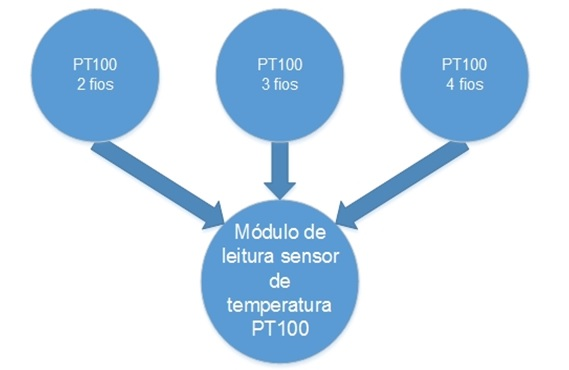 PT100
2 fios
PT100
3 fios
PT100
4 fios
Módulo de
leitura sensor
de
temperatura
PT100